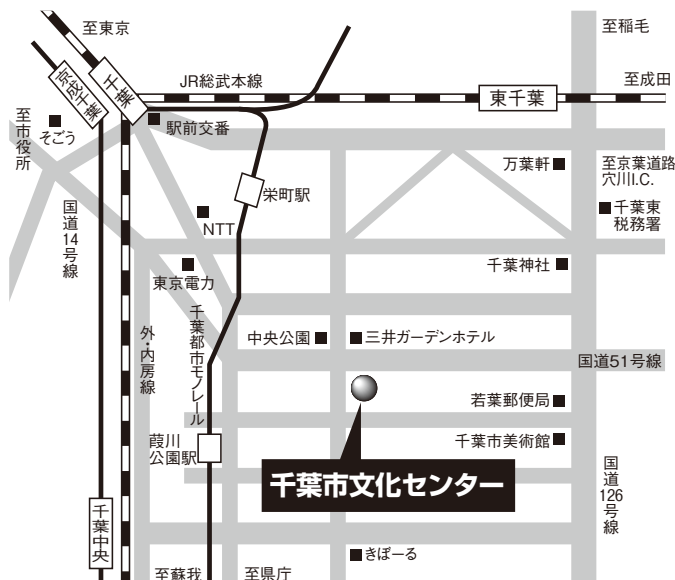 至東京
至稲毛
JR総武本線
至成田
京成千葉
千葉
東千葉
至市役所
そごう
駅前交番
万葉軒
至京葉道路
穴川I.C.
栄町駅
千葉東
税務署
国道14号線
NTT
千葉神社
東京電力
千葉都市モノレール
外・内房線
中央公園
三井ガーデンホテル
国道51号線
若葉郵便局
葭川
公園駅
千葉市美術館
千葉市文化センター
国道126号線
千葉中央
きぼーる
至蘇我
至県庁